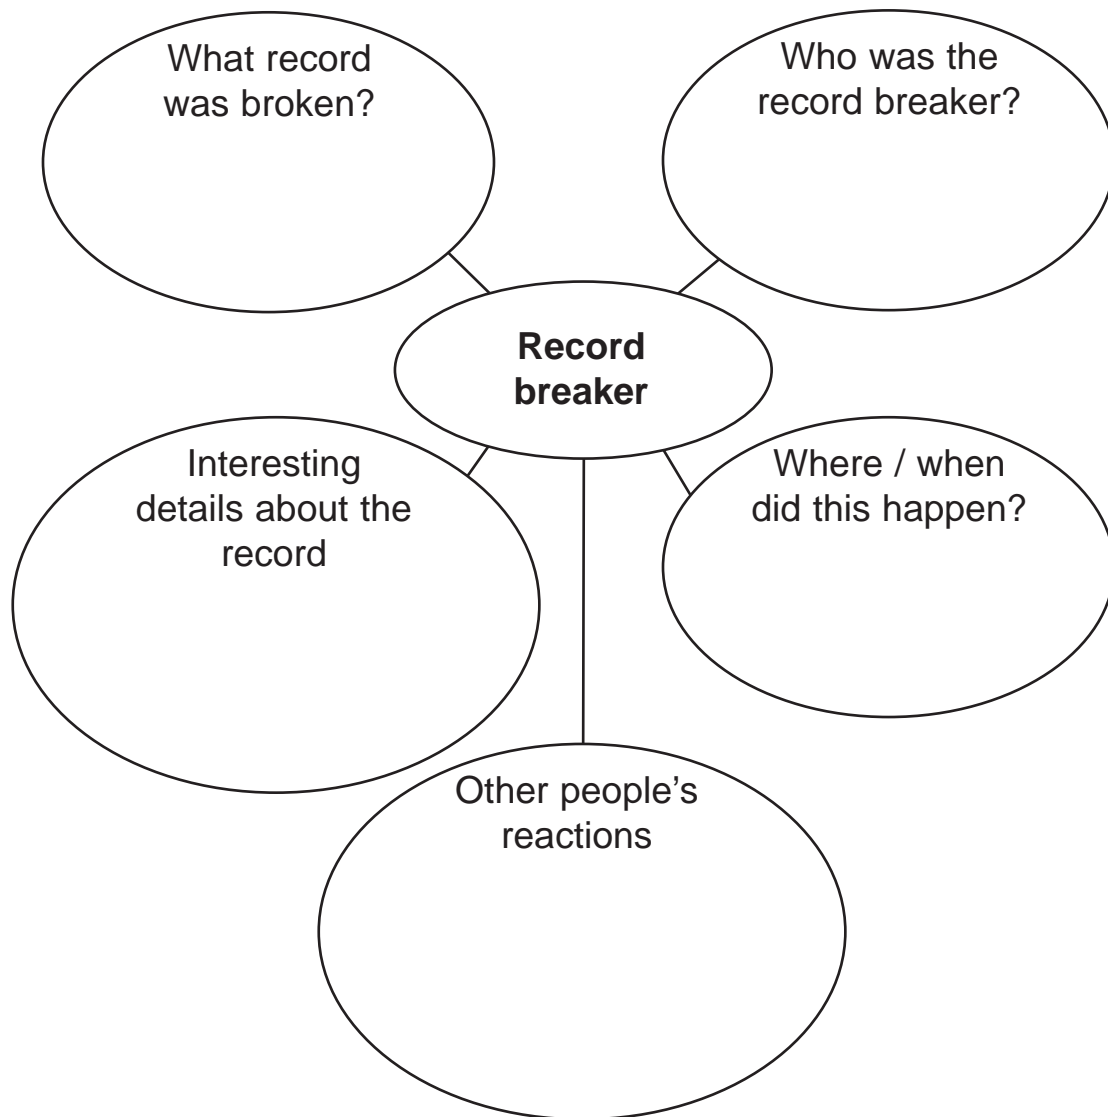 What record
was broken?
Who was the
record breaker?
Record
breaker
Interesting
details about the
record
Where / when
did this happen?
Other people’s
reactions